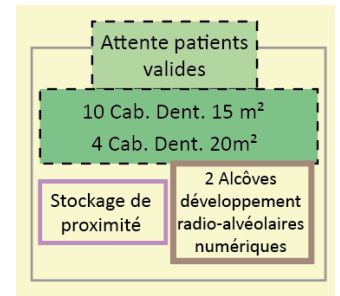 Attente patients
valides
10 Cab. Dent. 15 m²
4 Cab. Dent. 20m²
Stockage de
proximité
2 Alcôves
développement
radio-alvéolaires
numériques